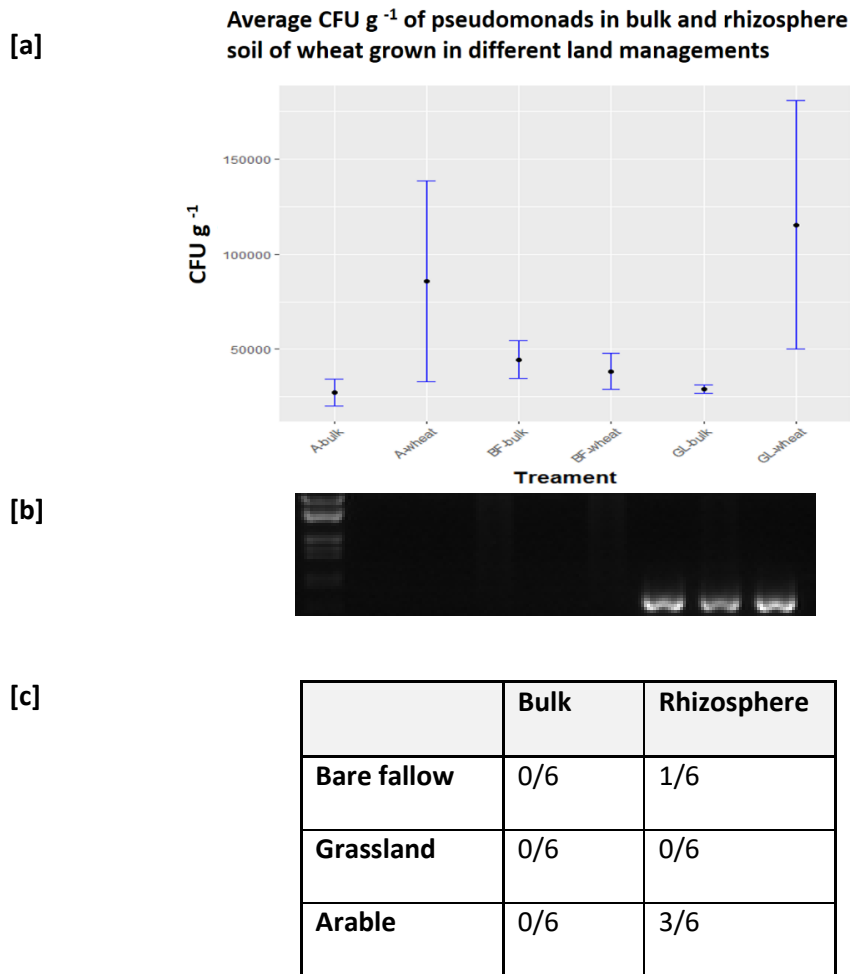 [a]
Average CFU g -1 of pseudomonads in bulk and rhizosphere
soil of wheat grown in different land managements
150000
100000
50000
CFU g -1
A-bulk
A-wheat
BF-bulk
BF-wheat
GL-bulk
GL-wheat
Treament
[b]
[c]
Bulk Rhizosphere
Bare fallow 0/6 1/6
Grassland 0/6 0/6
Arable 0/6 3/6